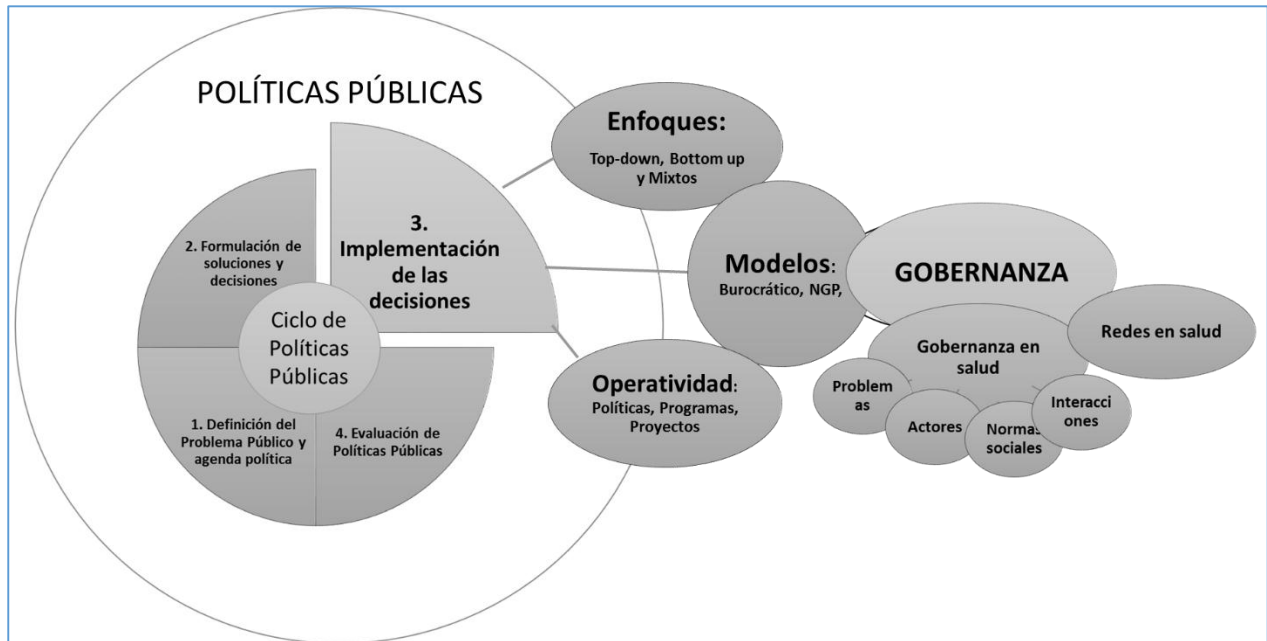 POLÍTICAS PÚBLICAS
2. Formulación de
soluciones y
decisiones
3.
Implementación
de las
decisiones
Ciclo de
Políticas
Públicas
1. Definición del
Problema Público y
agenda política
4. Evaluación de
Políticas Públicas
Enfoques:
Top-down, Bottom up
y Mixtos
Modelos:
Burocrático, NGP,
Operatividad:
Políticas, Programas,
Proyectos
GOBERNANZA
Gobernanza en
salud
Redes en salud
Problem
as
Actores
Normas
sociales
Interacci
ones